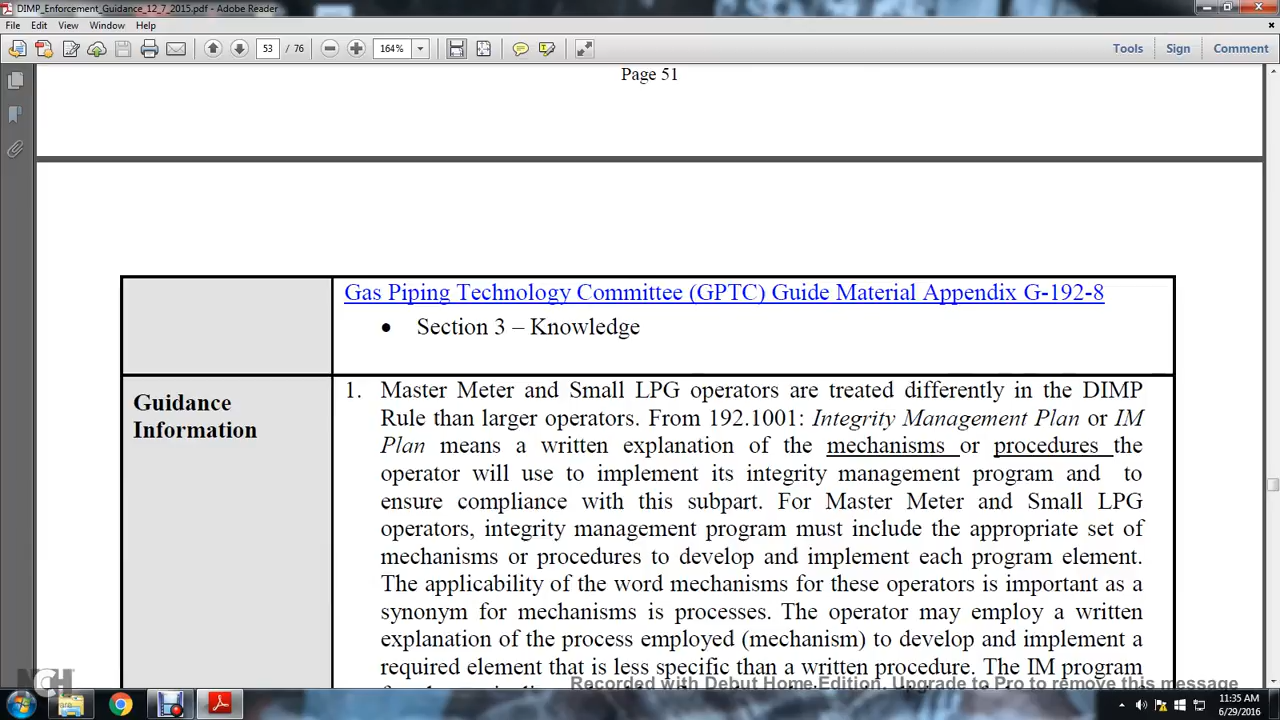 DIMP_Enforcement_Guidance_12_7_2015.pdf - Adobe Reader
File Edit View Window Help
53 / 76 164% Tools Sign Comment
Page 51
Gas Piping Technology Committee (GPTC) Guide Material Appendix G-192-8
• Section 3 – Knowledge
Guidance
Information
1. Master Meter and Small LPG operators are treated differently in the DIMP
Rule than larger operators. From 192.1001: Integrity Management Plan or IM
Plan means a written explanation of the mechanisms or procedures the
operator will use to implement its integrity management program and to
ensure compliance with this subpart. For Master Meter and Small LPG
operators, integrity management program must include the appropriate set of
mechanisms or procedures to develop and implement each program element.
The applicability of the word mechanisms for these operators is important as a
synonym for mechanisms is processes. The operator may employ a written
explanation of the process employed (mechanism) to develop and implement a
required element that is less specific than a written procedure. The IM program
Recorded with Debut Home Edition. Upgrade to Pro to remove this message
NCH
11:35 AM
6/29/2016